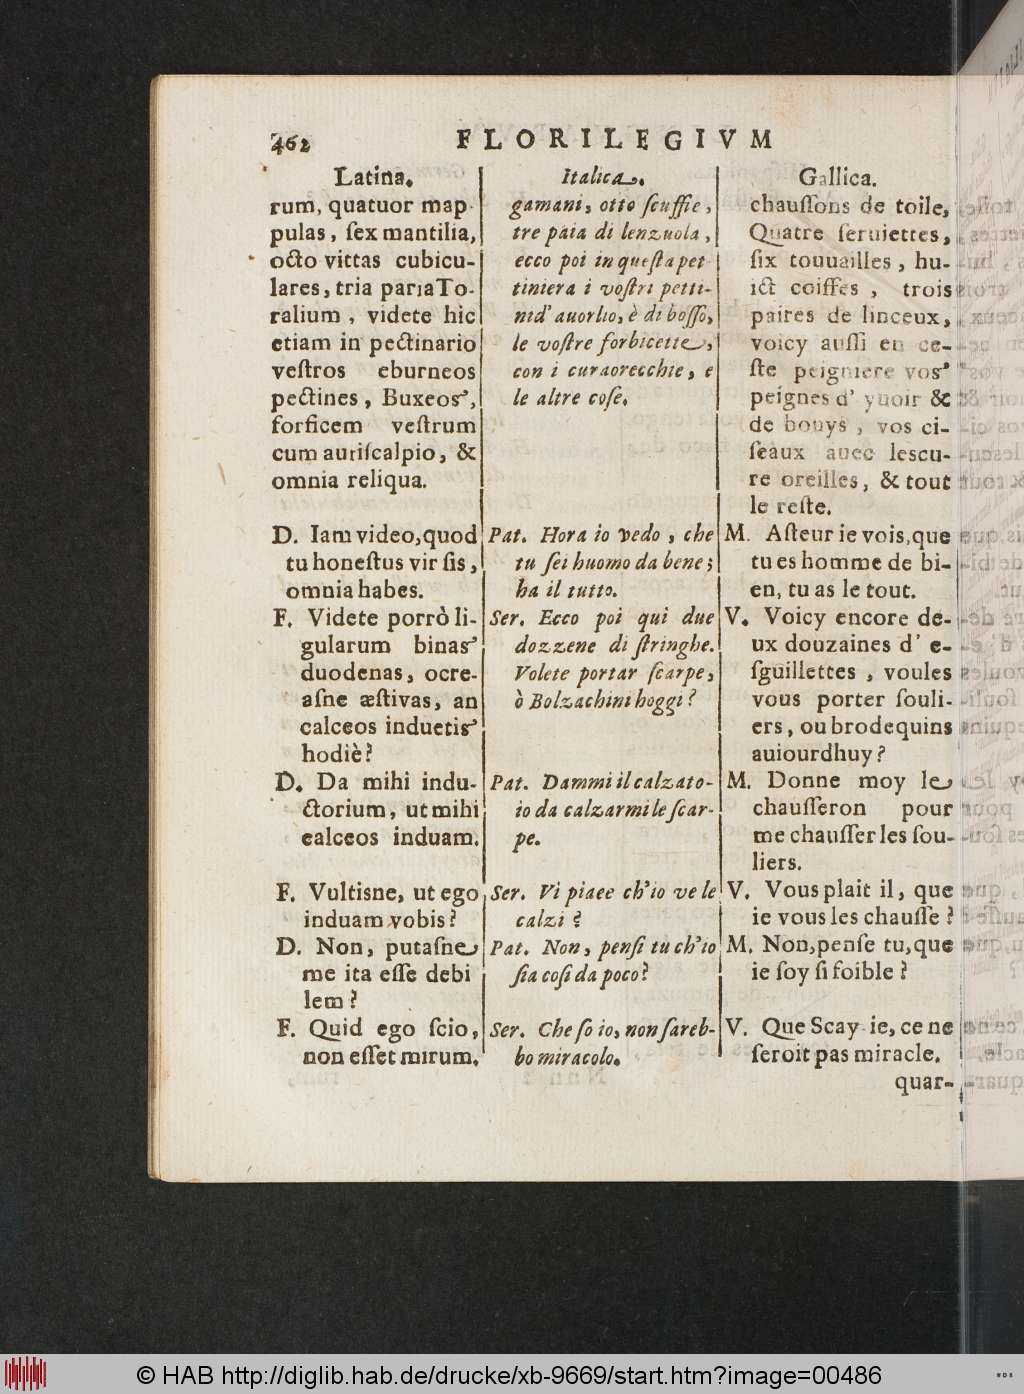 462
FLORILEGIVM
Latina.
rum, quatuor map
pulas, ſex mantilia,
octo vittas cubicu-
lares, tria paria To-
ralium, videte hic
etiam in pectinario
veſtros eburneos
pectines, Buxeosꝰ,
forficem veſtrum
cum auriſcalpio, &
omnia reliqua.
D. Iam video, quod
tu honeſtus vir ſis,
omnia habes.
F. Videte porrò li-
gularum binasꝰ
duodenas, ocre-
aſne æſtivas, an
calceos induetisꝰ
hodiè?
D. Da mihi indu-
ctorium, ut mihi
calceos induam.
F. Vultisne, ut ego
induam vobis?
D. Non, putaſne
me ita eſſe debi
lem?
F. Quid ego ſcio,
non eſſet mirum.
Italica.
gamani, otto ſcuffie,
tre paia di lenzuola,
ecco poi in queſta pet
tiniera i voſtri petti-
nid' auorlio, è di boſſo,
le voſtre forbicette,
con i curaorecchie, e
le altre coſe.
Pat. Hora io vedo, che
tu ſei huomo da bene;
ha il tutto.
Ser. Ecco poi qui due
dozzene di ſtringhe.
Volete portar ſcarpe,
ò Bolzachini hoggi?
Pat. Dammi il calzato-
io da calzarmi le ſcar-
pe.
Ser. Vi piaee ch'io ve le
calzi?
Pat. Non, penſi tu ch'io
ſia coſi da poco?
Ser. Che ſo io, non ſareb-
bo miracolo.
Gallica.
chauſſons de toile,
Quatre ſeruiettes,
ſix touuailles, hu-
ict coiffes, trois
paires de linceux,
voicy auſſi en ce-
ſte peigniere vosꝰ
peignes d' yuoir &
de bouys, vos ci-
ſeaux auec lescu-
re oreilles, & tout
le reſte.
M. Aſteur ie vois, que
tu es homme de bi-
en, tu as le tout.
V. Voicy encore de-
ux douzaines d' e-
ſguillettes, voules
vous porter ſouli-
ers, ou brodequins
auiourdhuy?
M. Donne moy le
chauſſeron pour
me chauſſer les ſou-
liers.
V. Vous plait il, que
ie vous les chauſſe?
M. Non, penſe tu, que
ie ſoy ſi foible?
V. Que Scay-ie, ce ne
ſeroit pas miracle.
quar-
© HAB http://diglib.hab.de/drucke/xb-9669/start.htm?image=00486